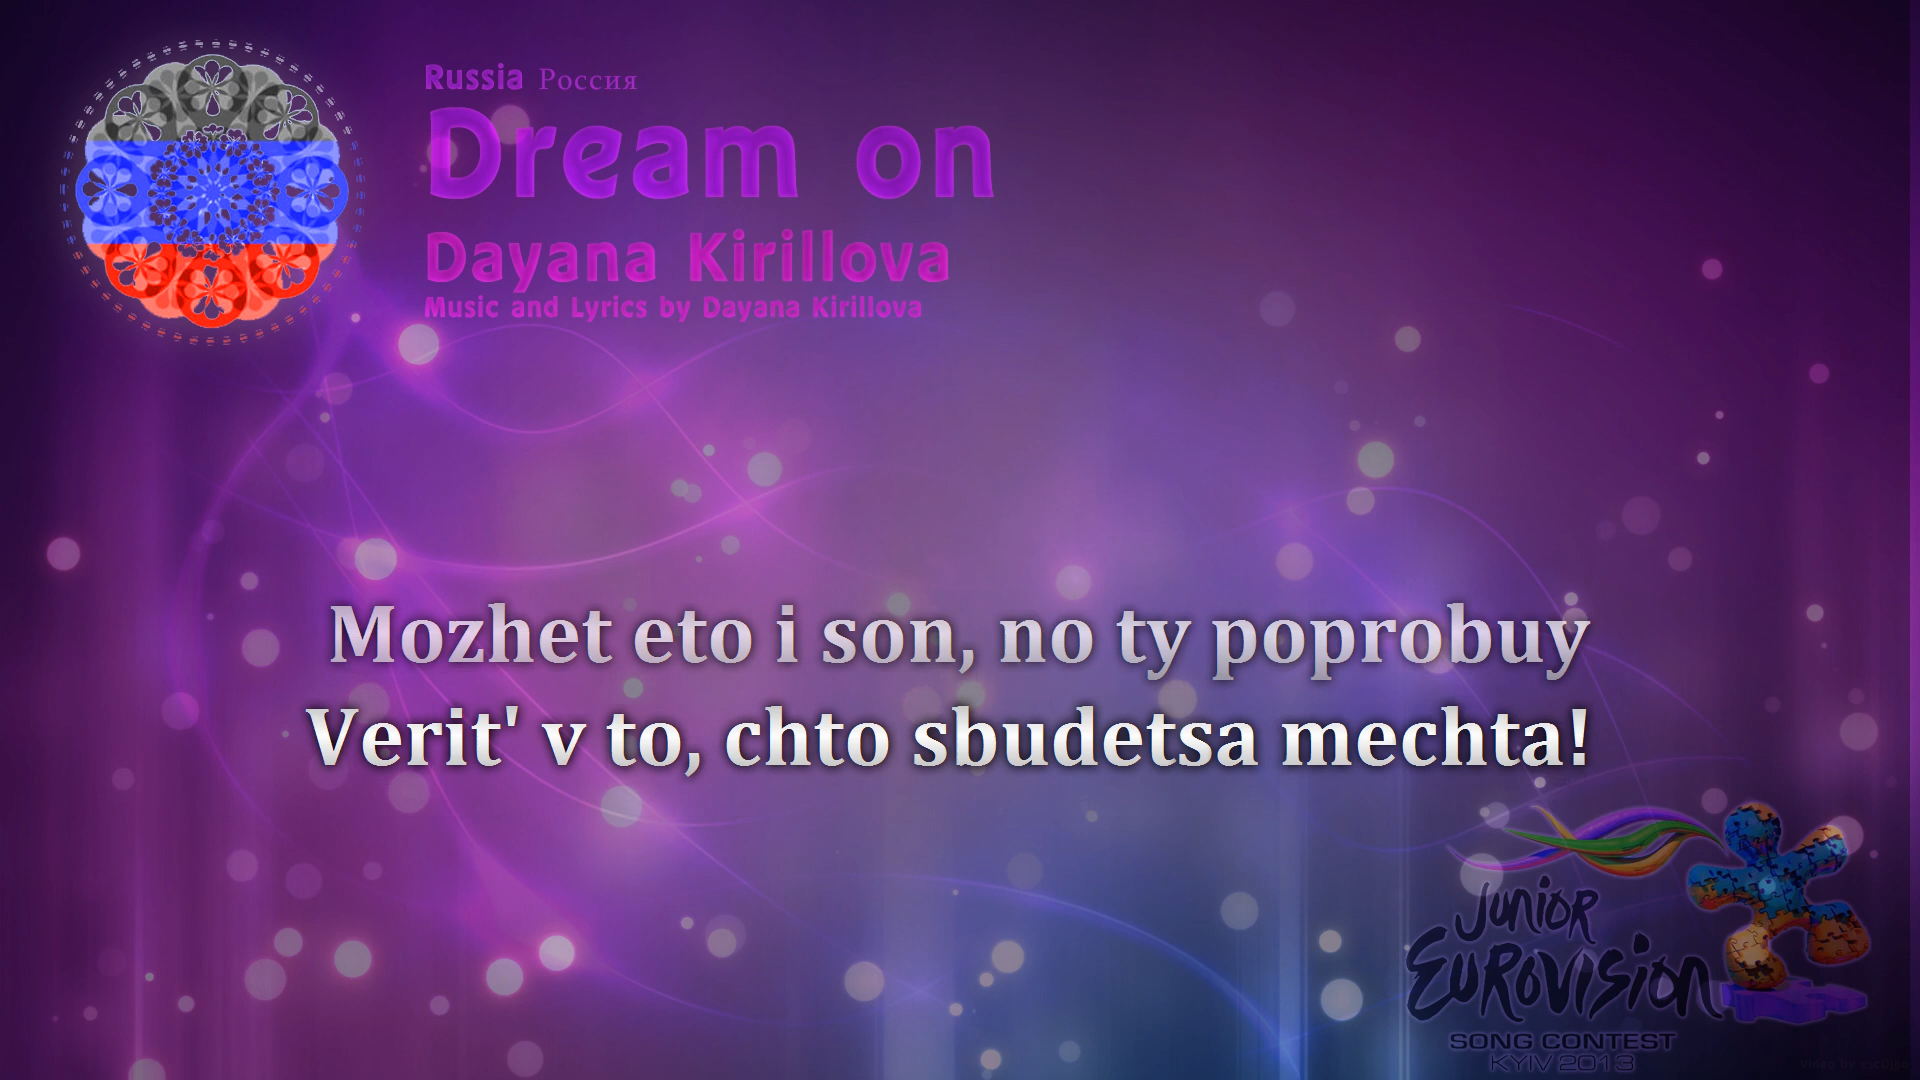 Russia Россия
Dream on
Dayana Kirillova
Music and Lyrics by Dayana Kirillova
Mozhet eto i son, no ty poprobuy
Verit' v to, chto sbudetsa mechta!
Junior
Eurovision
SONG CONTEST
KYIV 2013